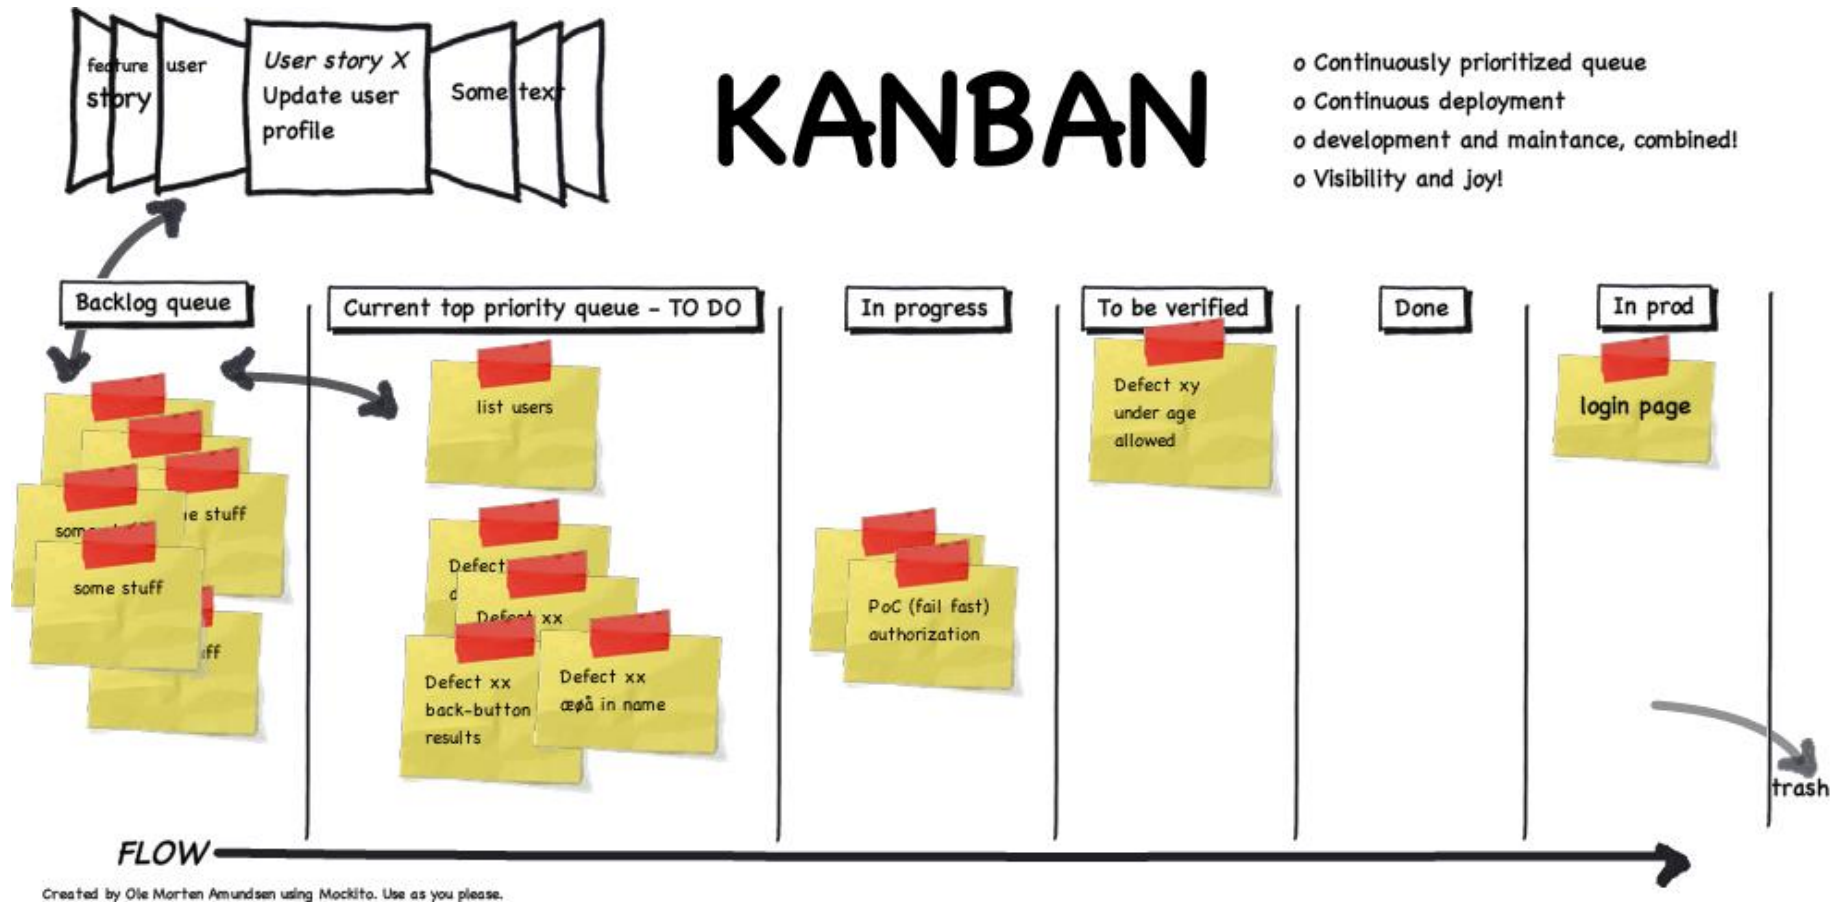 feature user
story
User story X
Update user
profile
Some text
KANBAN
o Continuously prioritized queue
o Continuous deployment
o development and maintance, combined!
o Visibility and joy!
Backlog queue
Current top priority queue - TO DO
In progress
To be verified
Done
In prod
some stuff
list users
Defect
Defect xx
Defect xx
back-button
results
Defect xx
æøå in name
PoC (fail fast)
authorization
Defect xy
under age
allowed
login page
trash
FLOW
Created by Ole Morten Amundsen using Mockito. Use as you please.